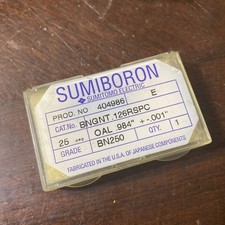 SUMIBORON
SUMITOMO ELECTRIC
PROD. NO 404986 E
CAT.No. BNGNT .126RSPC
25 OAL .984" +-.001"
GRADE BN250 QTY. 1
FABRICATED IN THE U.S.A. OF JAPANESE COMPONENTS